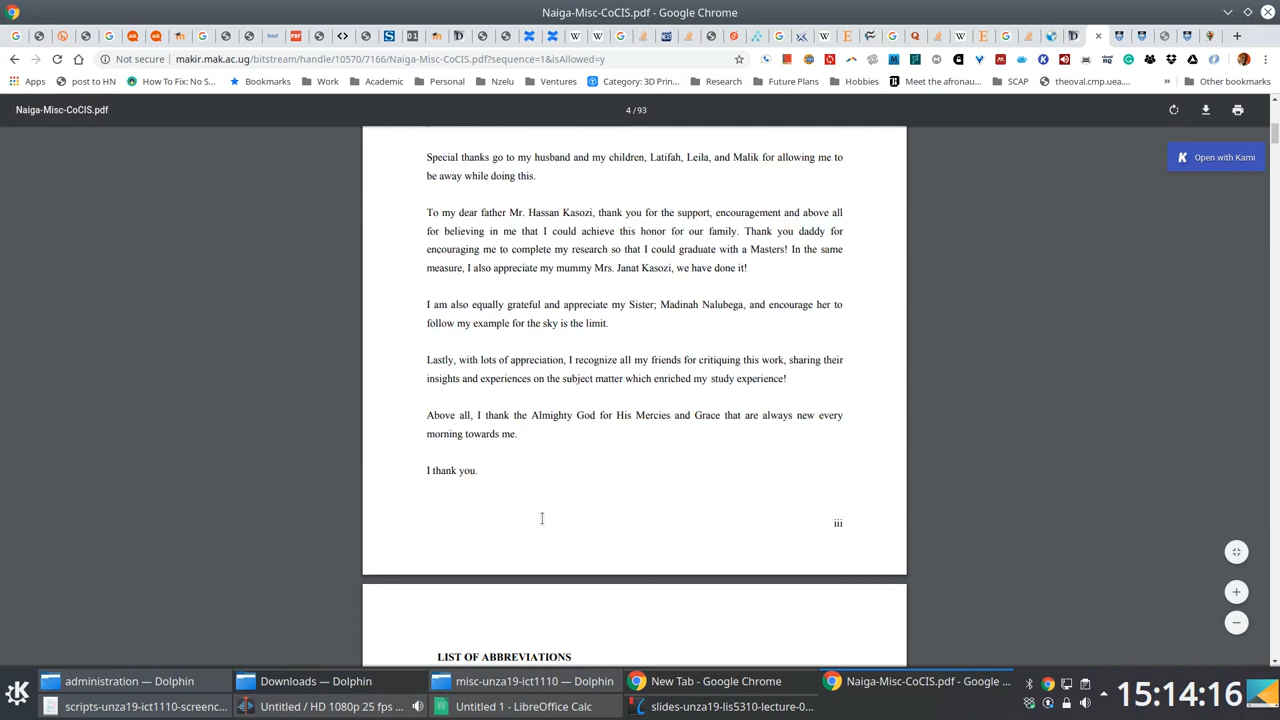 Naiga-Misc-CoCIS.pdf - Google Chrome
Not secure | makir.mak.ac.ug/bitstream/handle/10570/7166/Naiga-Misc-CoCIS.pdf?sequence=1&isAllowed=y
Apps post to HN How To Fix: No S... Bookmarks Work Academic Personal Nzelu Ventures Category: 3D Prin... Research Future Plans Hobbies Meet the afronau... SCAP theoval.cmp.uea.... » Other bookmarks
Naiga-Misc-CoCIS.pdf 4 / 93
Open with Kami
Special thanks go to my husband and my children, Latifah, Leila, and Malik for allowing me to
be away while doing this.
To my dear father Mr. Hassan Kasozi, thank you for the support, encouragement and above all
for believing in me that I could achieve this honor for our family. Thank you daddy for
encouraging me to complete my research so that I could graduate with a Masters! In the same
measure, I also appreciate my mummy Mrs. Janat Kasozi, we have done it!
I am also equally grateful and appreciate my Sister; Madinah Nalubega, and encourage her to
follow my example for the sky is the limit.
Lastly, with lots of appreciation, I recognize all my friends for critiquing this work, sharing their
insights and experiences on the subject matter which enriched my study experience!
Above all, I thank the Almighty God for His Mercies and Grace that are always new every
morning towards me.
I thank you.
iii
LIST OF ABBREVIATIONS
administration — Dolphin Downloads — Dolphin misc-unza19-ict1110 — Dolphin New Tab - Google Chrome Naiga-Misc-CoCIS.pdf - Google ...
scripts-unza19-ict1110-screenc... Untitled / HD 1080p 25 fps ... Untitled 1 - LibreOffice Calc slides-unza19-lis5310-lecture-0...
15:14:16